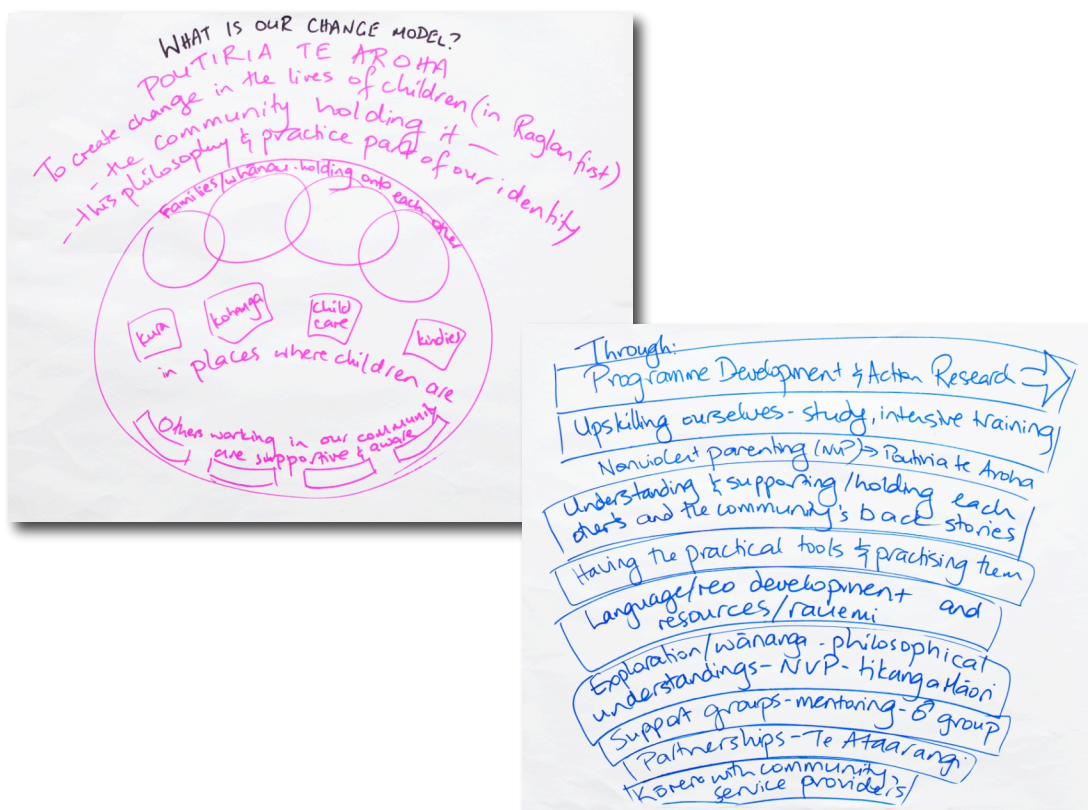 WHAT IS OUR CHANGE MODEL?
POUTIRIA TE AROHA
To create change in the lives of children (in Raglan first)
- the community holding it —
- this philosophy & practice part of our identity
Families/whānau - holding onto each other
kura
kohanga
child
care
kindies
in places where children are
Others working in our community
are supportive & aware
Through:
Programme Development & Action Research
Upskilling ourselves - study, intensive training
Nonviolent parenting (NVP) → Poutiria te Aroha
Understanding & supporting/holding each
others and the community's back stories
Having the practical tools & practising them
Language/reo development and
resources/rauemi
Exploration/wānanga - philosophical
understandings - NVP - tikanga Māori
Support groups - mentoring - ♂ group
Partnerships - Te Ataarangi
Kōrero with community
service providers